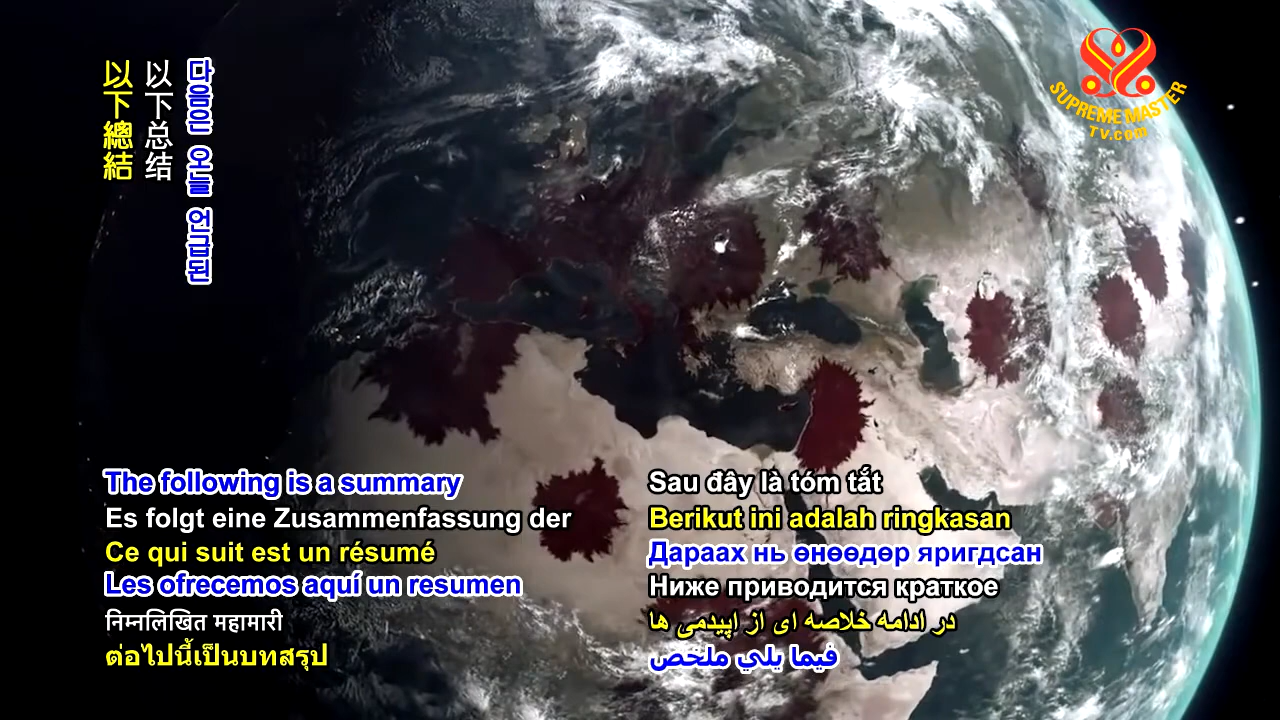 以下總結
以下总结
다음은 오늘 언급된
SUPREME MASTER
TV.com
The following is a summary
Es folgt eine Zusammenfassung der
Ce qui suit est un résumé
Les ofrecemos aquí un resumen
निम्नलिखित महामारी
ต่อไปนี้เป็นบทสรุป
Sau đây là tóm tắt
Berikut ini adalah ringkasan
Дараах нь өнөөдөр яригдсан
Ниже приводится краткое
در ادامه خلاصه ای از اپیدمی ها
فيما يلي ملخص